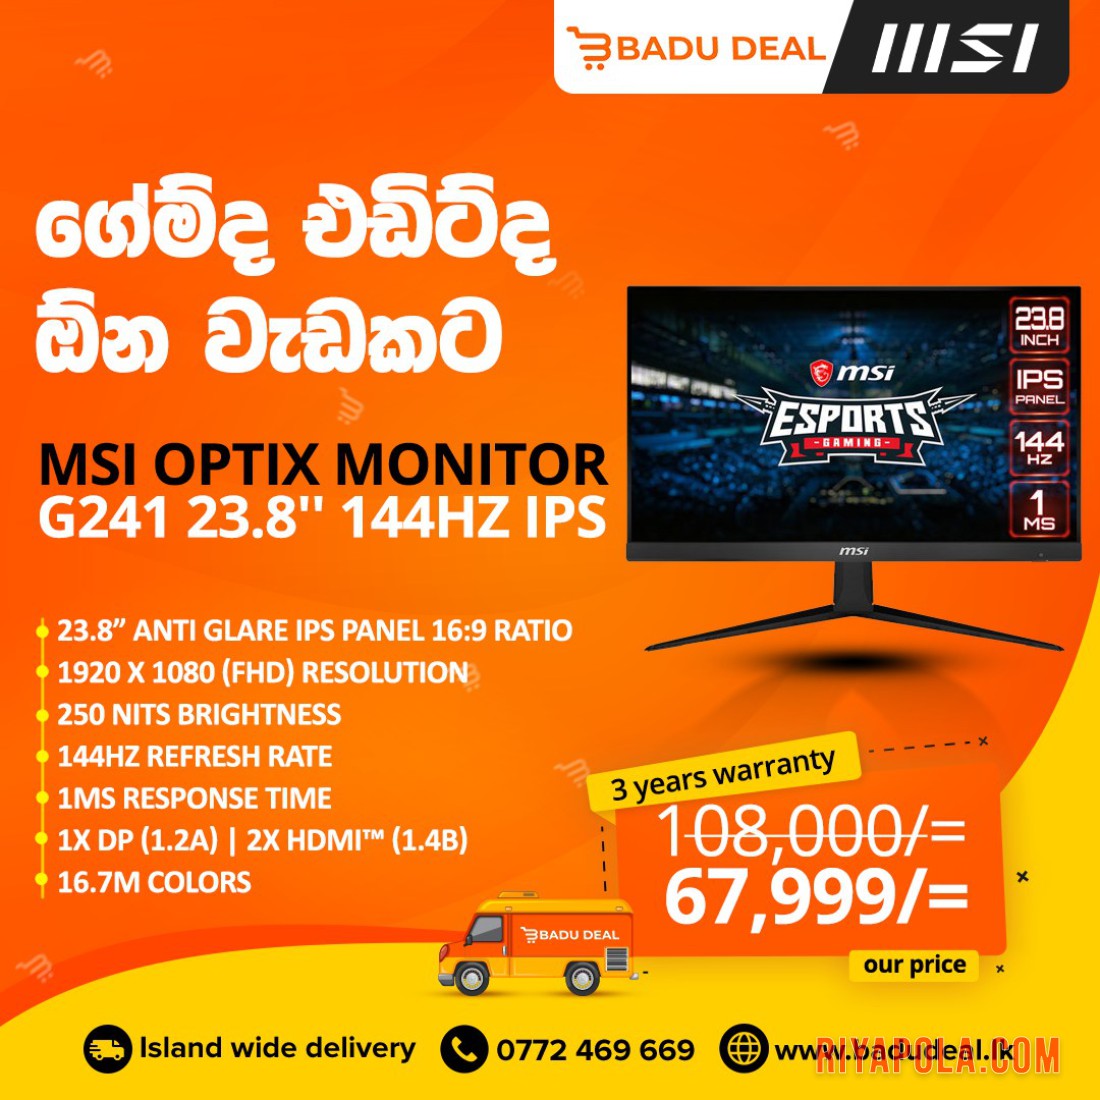 BADU DEAL
msi
ගේම්ද එඩිට්ද
ඕන වැඩකට
MSI OPTIX MONITOR
G241 23.8'' 144HZ IPS
23.8” ANTI GLARE IPS PANEL 16:9 RATIO
1920 X 1080 (FHD) RESOLUTION
250 NITS BRIGHTNESS
144HZ REFRESH RATE
1MS RESPONSE TIME
1X DP (1.2A) | 2X HDMI™ (1.4B)
16.7M COLORS
msi
ESPORTS
-GAMING-
23.8
INCH
IPS
PANEL
144
HZ
1
MS
msi
3 years warranty
108,000/=
67,999/=
our price
BADU DEAL
Island wide delivery
0772 469 669
www.badudeal.lk
RIYAPOLA.COM